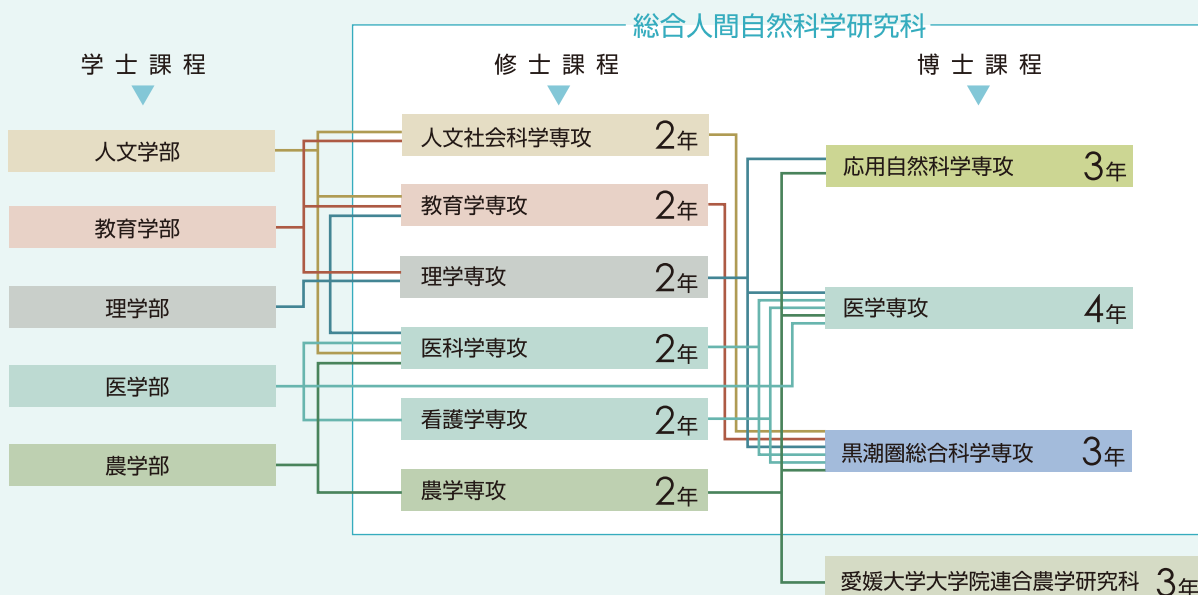 総合人間自然科学研究科
学士課程
修士課程
博士課程
人文学部
教育学部
理学部
医学部
農学部
人文社会科学専攻 2年
教育学専攻 2年
理学専攻 2年
医科学専攻 2年
看護学専攻 2年
農学専攻 2年
応用自然科学専攻 3年
医学専攻 4年
黒潮圏総合科学専攻 3年
愛媛大学大学院連合農学研究科 3年